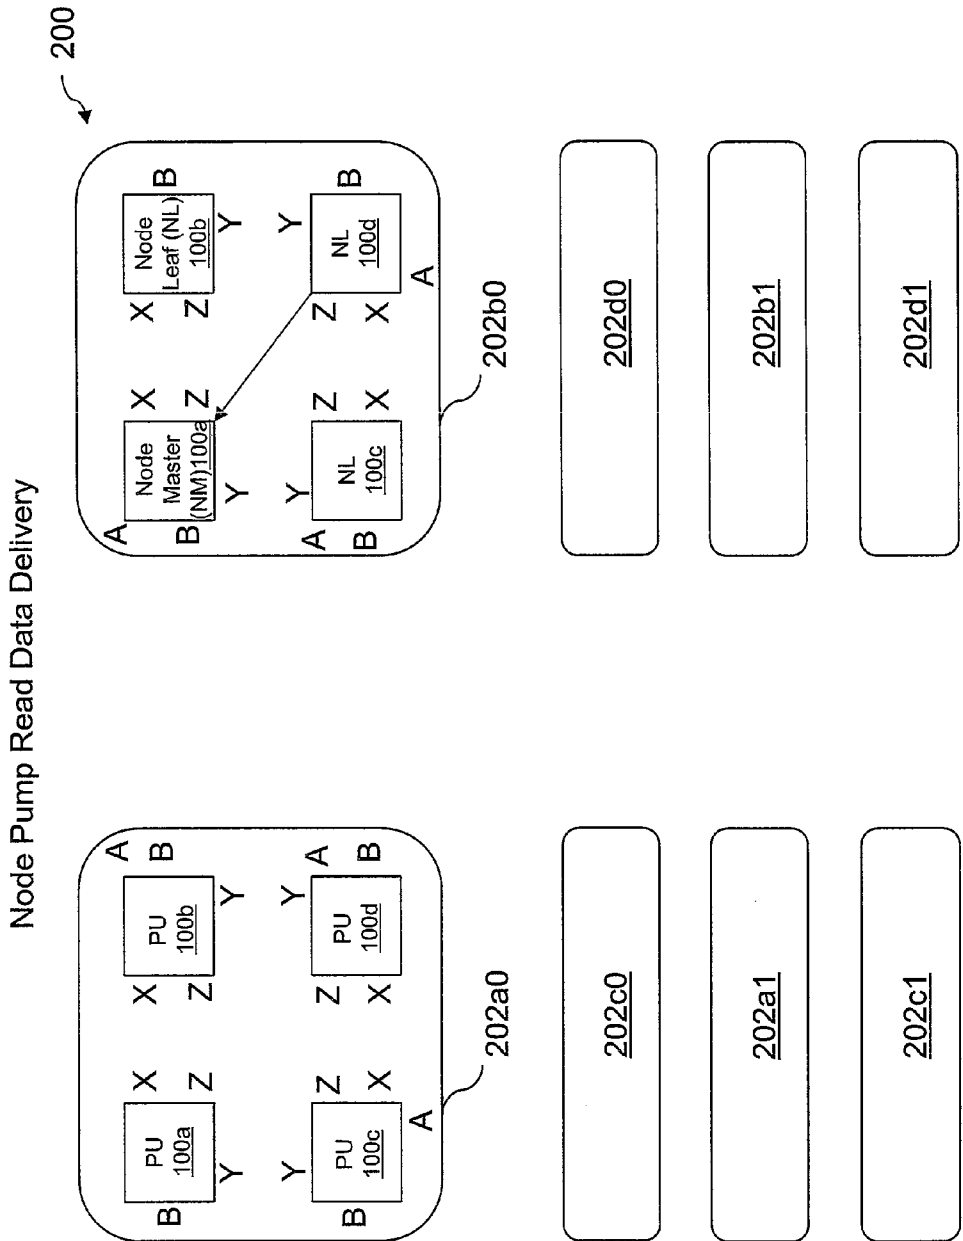 Node Pump Read Data Delivery
200
A
B
Node
Master
(NM)100a
X
Z
Y
X
Z
Node
Leaf (NL)
100b
B
Y
A
B
Y
NL
100c
Z
X
Z
X
Y
NL
100d
B
A
202b0
202d0
202b1
202d1
B
PU
100a
X
Z
Y
X
Z
PU
100b
A
B
Y
B
Y
PU
100c
Z
X
A
Z
X
Y
PU
100d
A
B
202a0
202c0
202a1
202c1